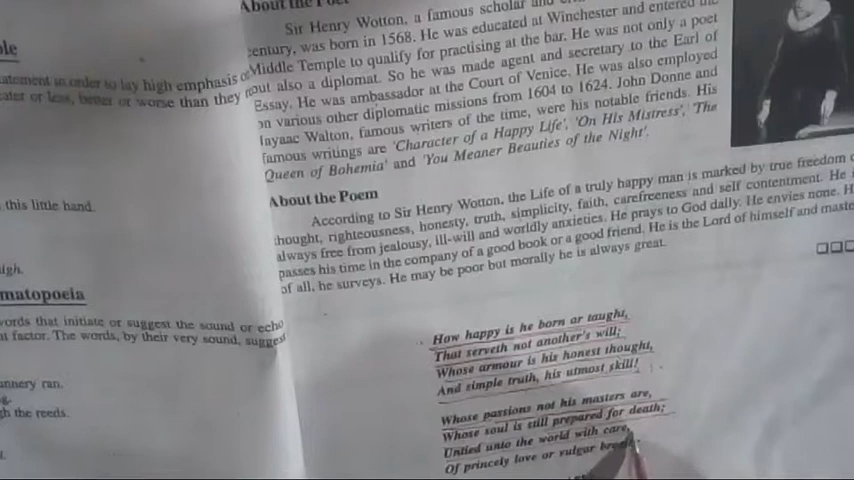 ple
atement in order to lay high emphasis o
ater or less, better or worse than they
this little hand.
igh.
matopoeia
words that initiate or suggest the sound or echo
factor. The words, by their very sound, suggest
annery ran.
gh the reeds.
About the Poet
Sir Henry Wotton, a famous scholar and
entury, was born in 1568. He was educated at Winchester and entered the
Middle Temple to qualify for practising at the bar. He was not only a poet
but also a diplomat. So he was made agent and secretary to the Earl of
Essay. He was ambassador at the Court of Venice. He was also employed
on various other diplomatic missions from 1604 to 1624. John Donne and
Iayaac Walton, famous writers of the time, were his notable friends. His
famous writings are 'Character of a Happy Life', 'On His Mistress', 'The
Queen of Bohemia' and 'You Meaner Beauties of the Night'.
About the Poem
According to Sir Henry Wotton, the Life of a truly happy man is marked by true freedom
thought, righteousness, honesty, truth, simplicity, faith, carefreeness and self contentment. He
always free from jealousy, ill-will and worldly anxieties. He prays to God daily. He envies none. H
passes his time in the company of a good book or a good friend. He is the Lord of himself and maste
of all, he surveys. He may be poor but morally he is always great.
How happy is he born or taught,
That serveth not another's will;
Whose armour is his honest thought,
And simple truth, his utmost skill!
Whose passions not his masters are,
Whose soul is still prepared for death;
Untied unto the world with care,
Of princely love or vulgar